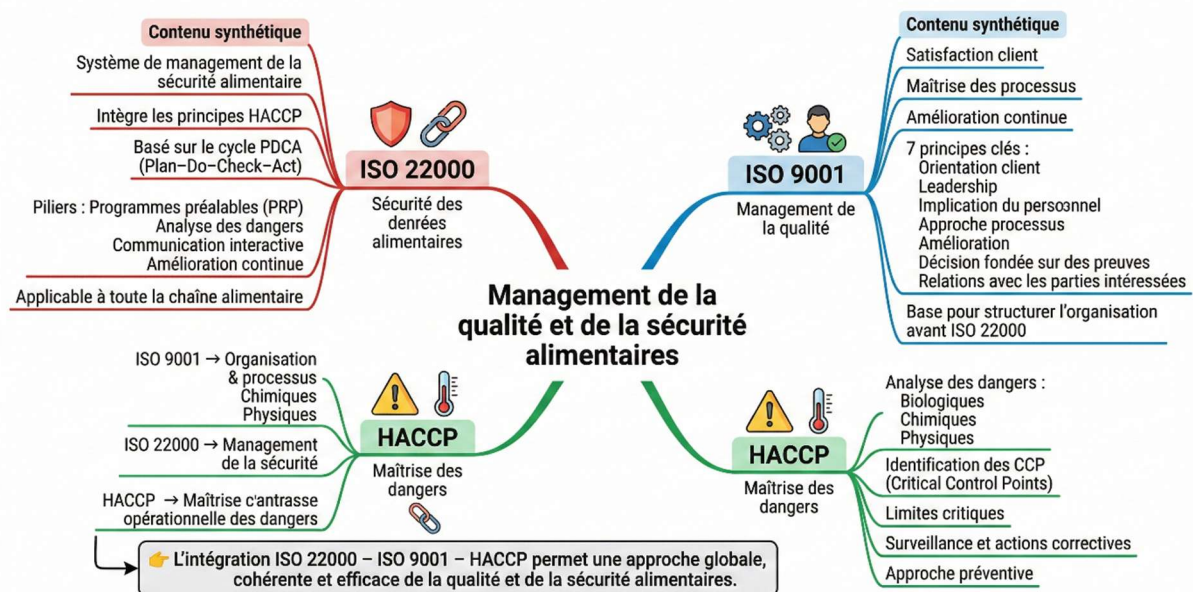 Contenu synthétique
Système de management de la
sécurité alimentaire
Intègre les principes HACCP
Basé sur le cycle PDCA
(Plan–Do–Check–Act)
Piliers : Programmes préalables (PRP)
Analyse des dangers
Communication interactive
Amélioration continue
Applicable à toute la chaîne alimentaire
ISO 22000
Sécurité des
denrées
alimentaires
Contenu synthétique
Satisfaction client
Maîtrise des processus
Amélioration continue
7 principes clés :
Orientation client
Leadership
Implication du personnel
Approche processus
Amélioration
Décision fondée sur des preuves
Relations avec les parties intéressées
Base pour structurer l'organisation
avant ISO 22000
ISO 9001
Management de
la qualité
Management de la
qualité et de la sécurité
alimentaires
ISO 9001 → Organisation
& processus
Chimiques
Physiques
ISO 22000 → Management
de la sécurité
HACCP → Maîtrise c'antrasse
opérationnelle des dangers
HACCP
Maîtrise des
dangers
Analyse des dangers :
Biologiques
Chimiques
Physiques
Identification des CCP
(Critical Control Points)
Limites critiques
Surveillance et actions correctives
Approche préventive
HACCP
Maîtrise des
dangers
👉 L'intégration ISO 22000 – ISO 9001 – HACCP permet une approche globale,
cohérente et efficace de la qualité et de la sécurité alimentaires.